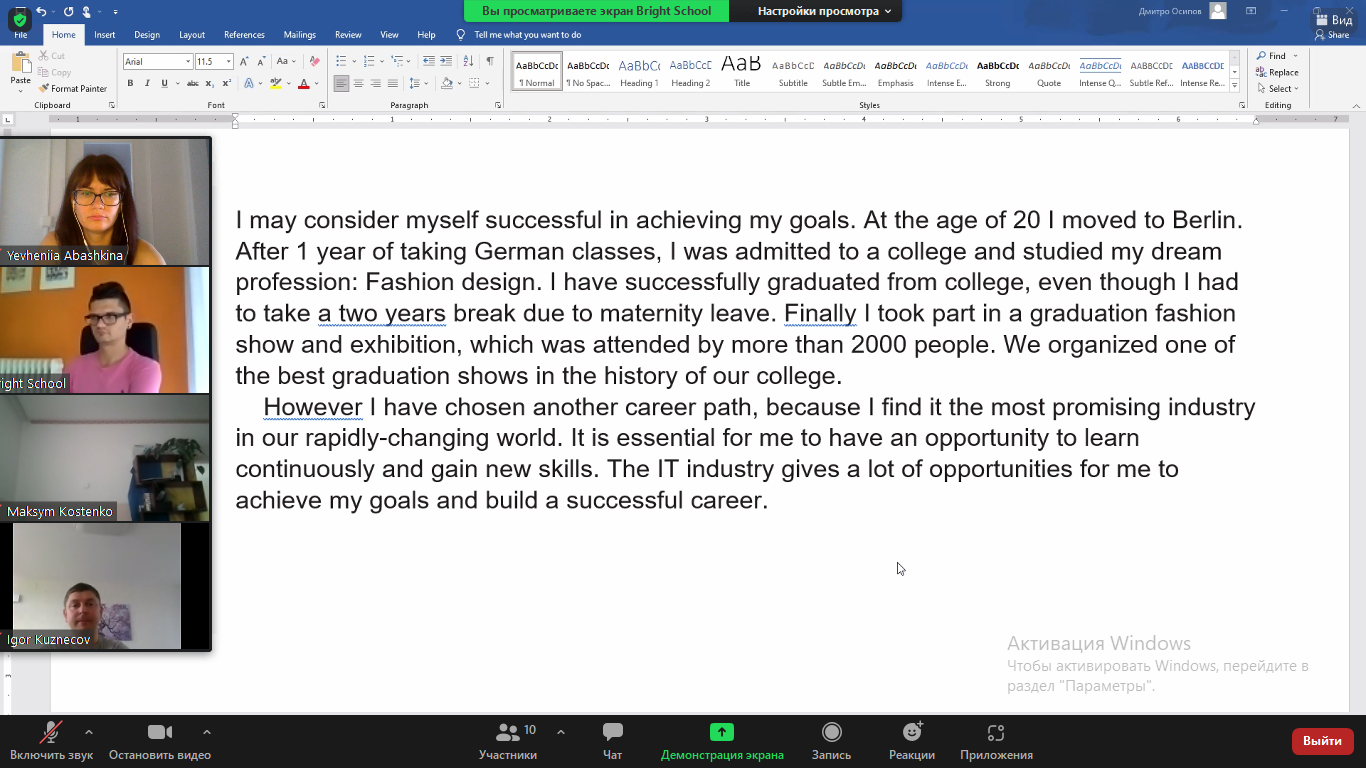 Вы просматриваете экран Bright School
Настройки просмотра
Дмитро Осипов
Вид
File Home Insert Design Layout References Mailings Review View Help Tell me what you want to do
Share
Paste
Cut
Copy
Format Painter
Clipboard
Arial 11.5
Font
Paragraph
AaBbCcDc AaBbCcDc AaBbCc AaBbCcE AaB AaBbCcD AaBbCcDc AaBbCcDc AaBbCcDc AaBbCcDc AaBbCcDc AaBbCcDc AABBCCDE AaBbCcDc
¶ Normal ¶ No Spac... Heading 1 Heading 2 Title Subtitle Subtle Em... Emphasis Intense E... Strong Quote Intense Q... Subtle Ref... Intense Re...
Styles
Find
Replace
Select
Editing
1 1 2 3 4 5 6 7
I may consider myself successful in achieving my goals. At the age of 20 I moved to Berlin.
After 1 year of taking German classes, I was admitted to a college and studied my dream
profession: Fashion design. I have successfully graduated from college, even though I had
to take a two years break due to maternity leave. Finally I took part in a graduation fashion
show and exhibition, which was attended by more than 2000 people. We organized one of
the best graduation shows in the history of our college.
However I have chosen another career path, because I find it the most promising industry
in our rapidly-changing world. It is essential for me to have an opportunity to learn
continuously and gain new skills. The IT industry gives a lot of opportunities for me to
achieve my goals and build a successful career.
Yevheniia Abashkina
right School
Maksym Kostenko
Igor Kuznecov
Активация Windows
Чтобы активировать Windows, перейдите в
раздел "Параметры".
Включить звук
Остановить видео
10
Участники
Чат
Демонстрация экрана
Запись
Реакции
Приложения
Выйти